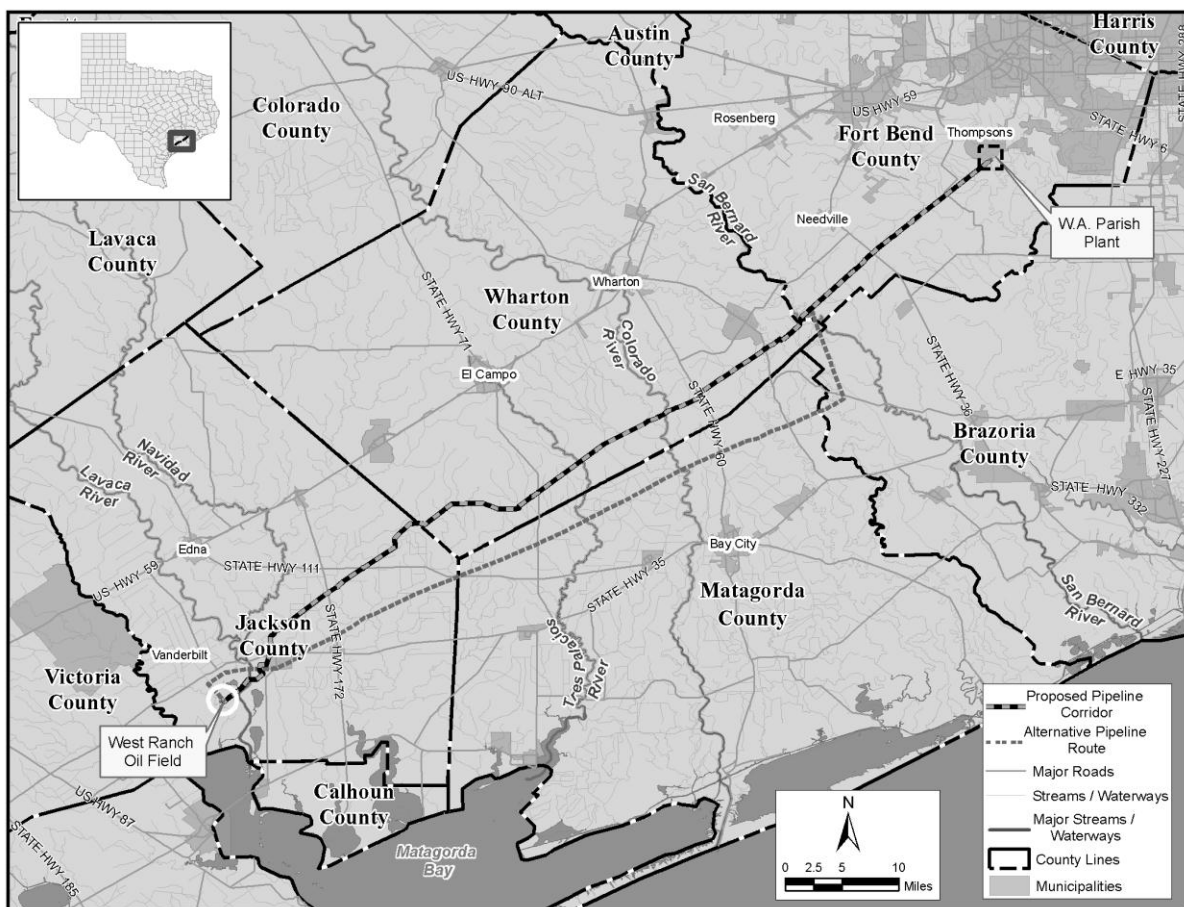 Austin
County
Harris
County
US HWY 90 ALT
STATE HWY 288
Colorado
County
US HWY 59
Rosenberg
Fort Bend
County
Thompsons
STATE HWY 6
San Bernard
River
Needville
W.A. Parish
Plant
Lavaca
County
STATE HWY 71
Wharton
County
Wharton
Colorado
River
El Campo
STATE HWY 60
STATE HWY 36
E HWY 35
Brazoria
County
STATE HWY 227
STATE HWY 332
Navidad
River
Lavaca
River
Edna
US HWY 59
STATE HWY 111
Bay City
STATE HWY 35
Matagorda
County
San Bernard
River
Jackson
County
STATE HWY 172
Vanderbilt
Victoria
County
Tres Palacios
River
West Ranch
Oil Field
Calhoun
County
US HWY 87
STATE HWY 185
Matagorda
Bay
N
0 2.5 5 10
Miles
Proposed Pipeline
Corridor
Alternative Pipeline
Route
Major Roads
Streams / Waterways
Major Streams /
Waterways
County Lines
Municipalities